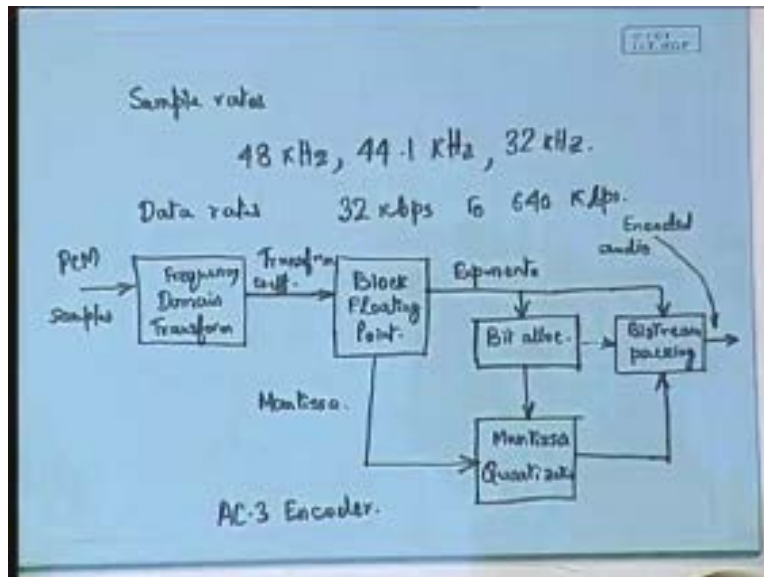 Sample rates
48 KHz, 44.1 KHz, 32 KHz.
Data rates 32 kbps to 640 Kbps.
Encoded
audio
PCM
samples
Frequency
Domain
Transform
Transform
coeff.
Block
Floating
Point.
Exponents
Bit alloc.
Bitstream
packing
Mantissa.
Mantissa
Quantizatn
AC-3 Encoder.